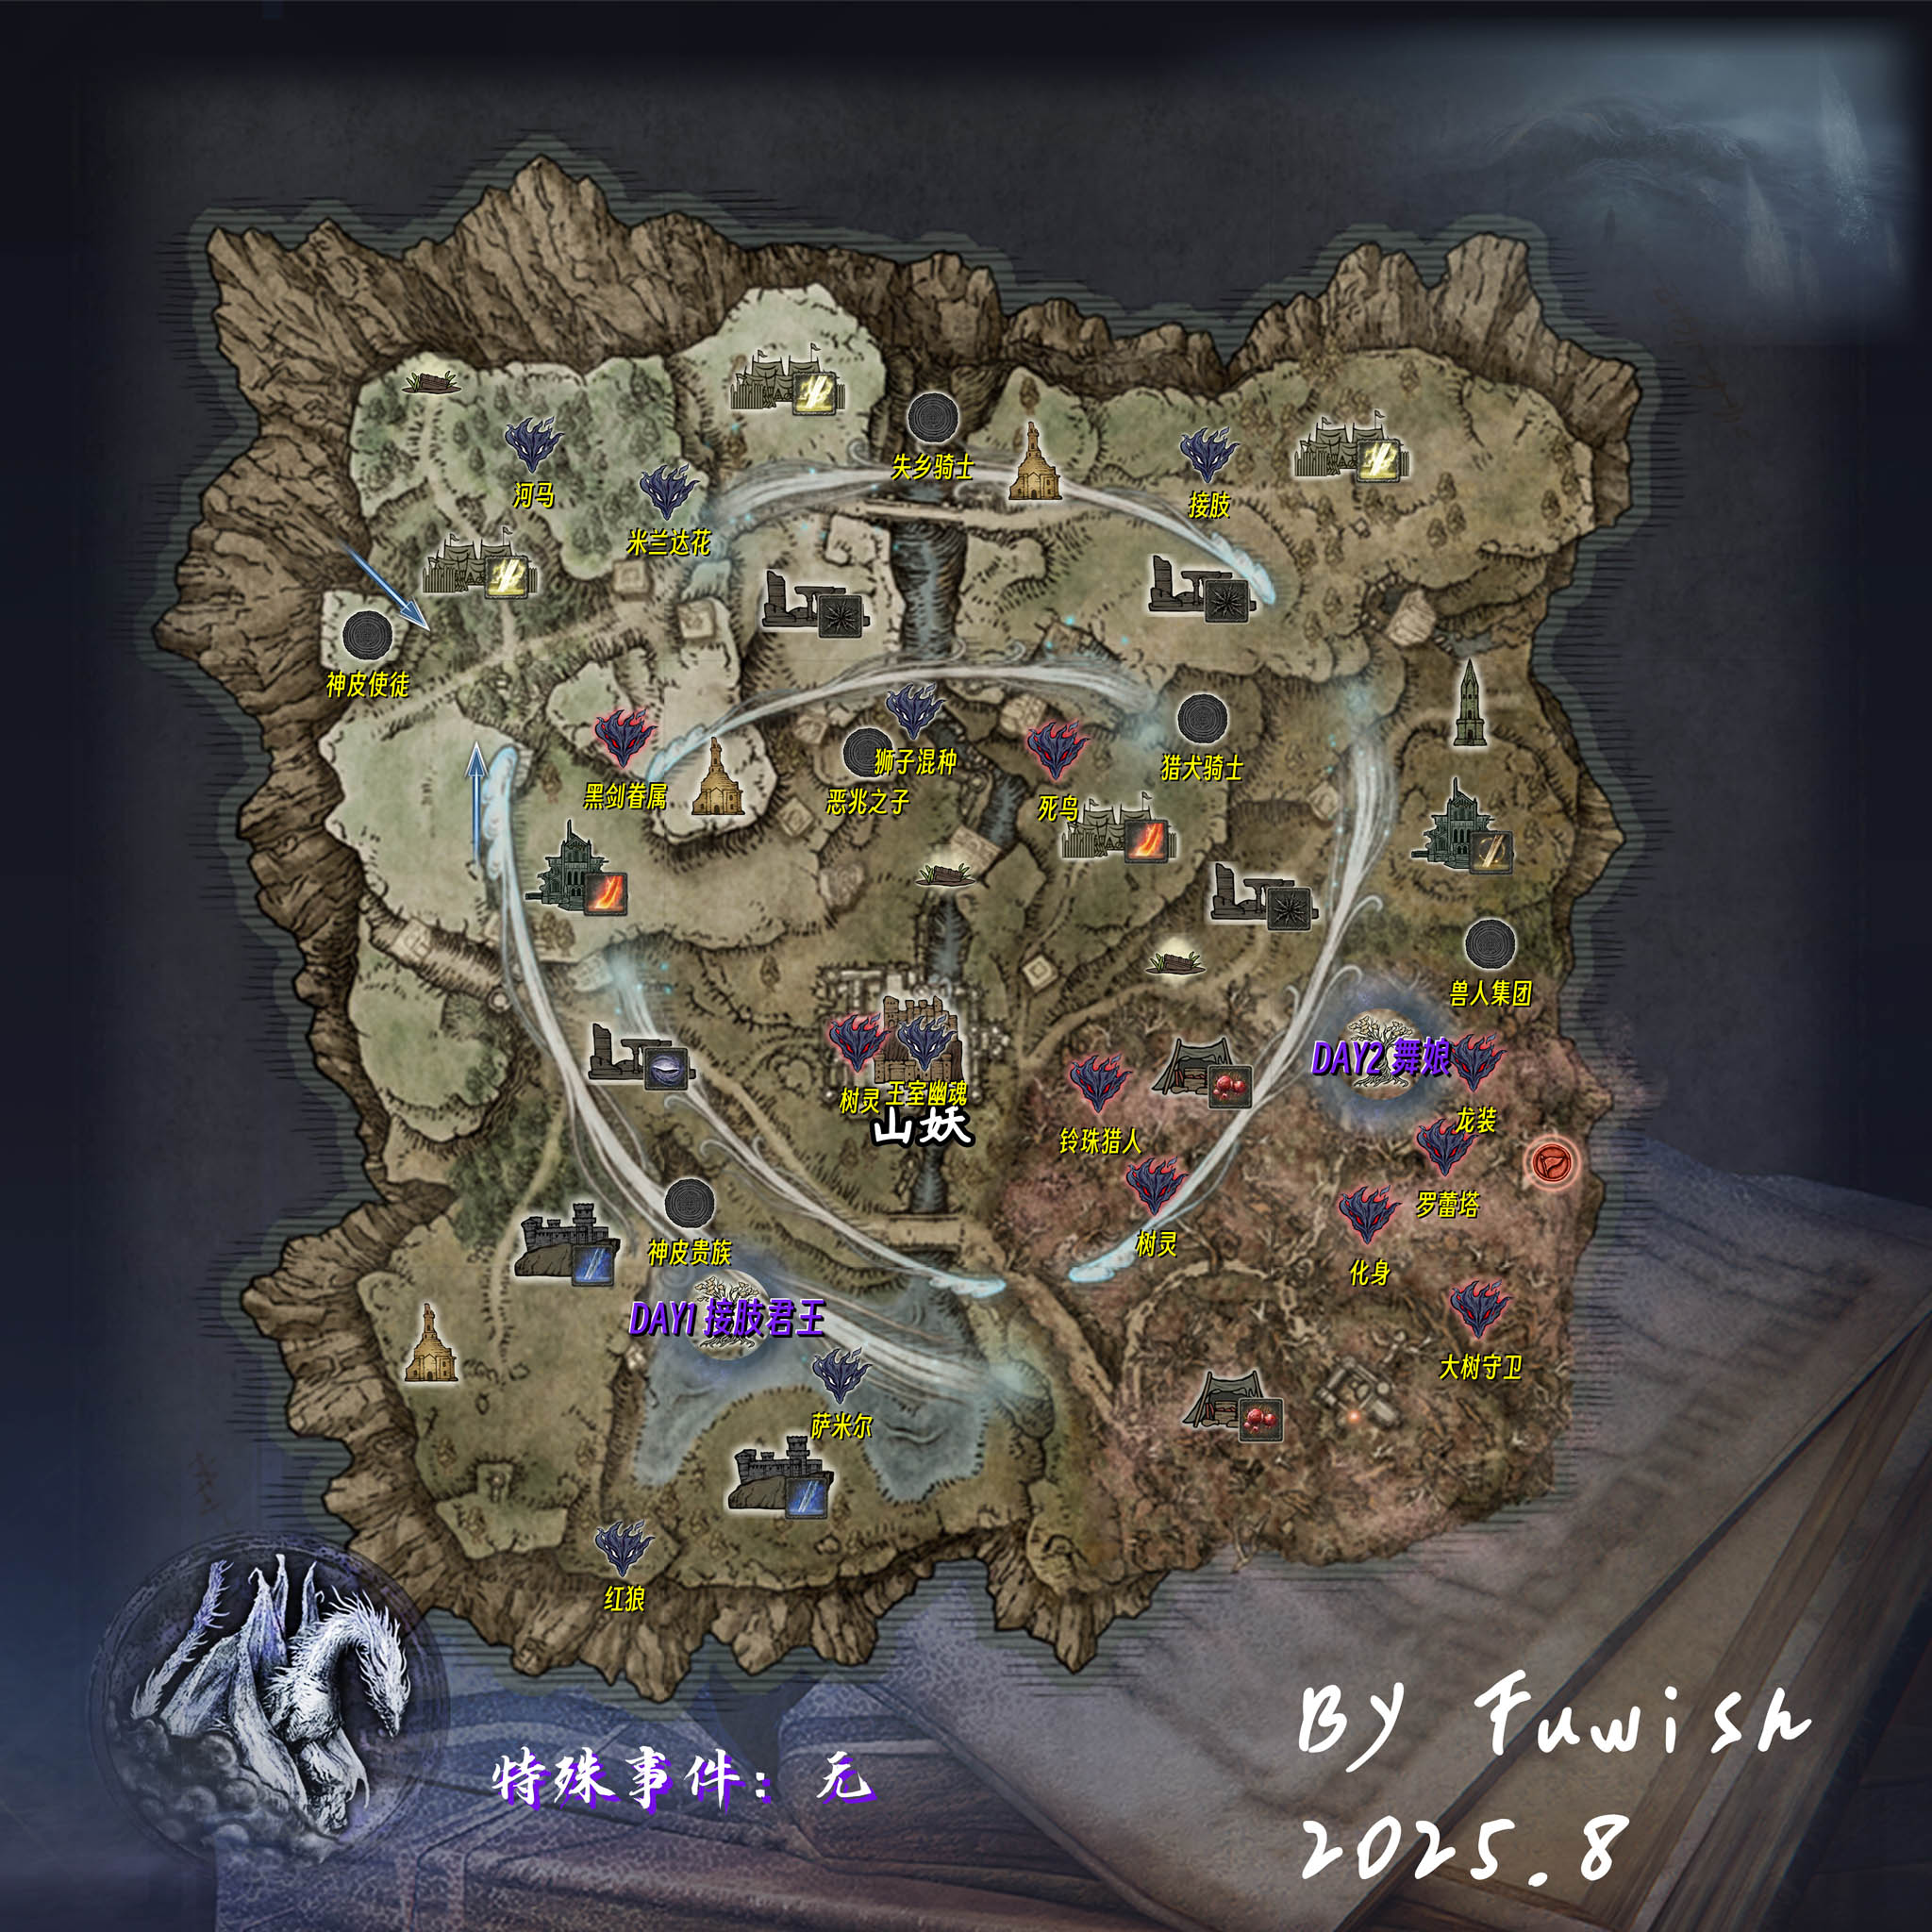 失乡骑士
河马
接肢
米兰达花
神皮使徒
狮子混种
猎犬骑士
黑剑眷属
恶兆之子
死鸟
兽人集团
DAY2 舞娘
树灵
王室幽魂
山妖
龙装
铃珠猎人
罗蕾塔
树灵
神皮贵族
化身
DAY1 接肢君王
大树守卫
萨米尔
红狼
BY Fuwish
特殊事件：无
2025.8